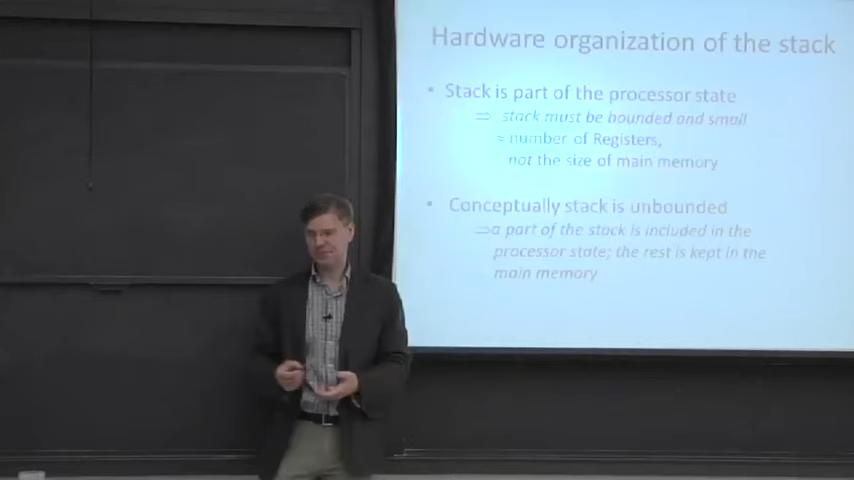 Hardware organization of the stack
• Stack is part of the processor state
⇒ stack must be bounded and small
≈ number of Registers,
not the size of main memory
• Conceptually stack is unbounded
⇒a part of the stack is included in the
processor state; the rest is kept in the
main memory